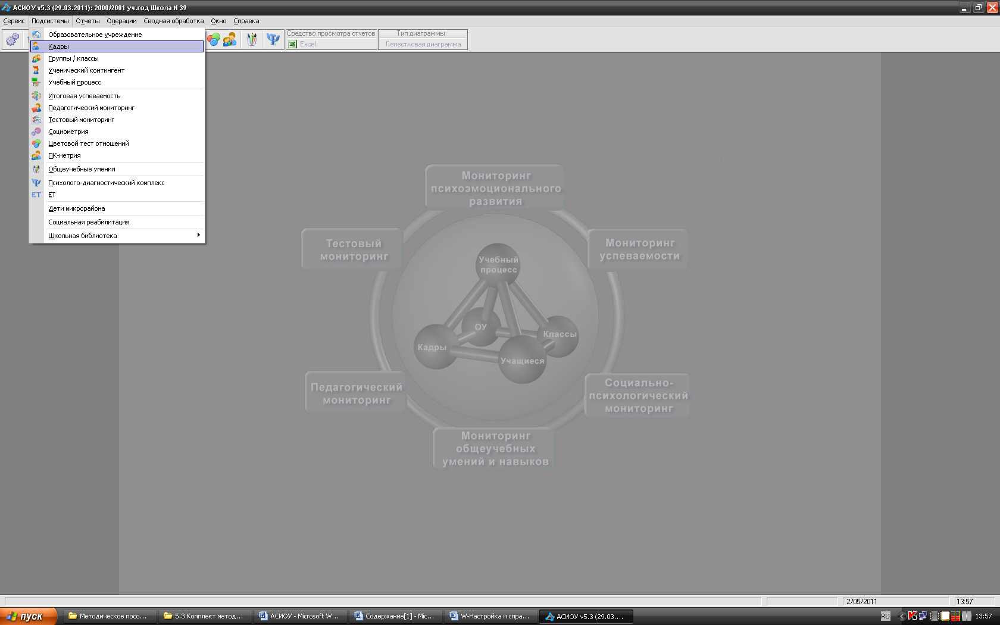 АСИОУ v5.3 (29.03.2011): 2000/2001 уч.год Школа N 39
Сервис Подсистемы Отчеты Операции Сводная обработка Окно Справка
Средство просмотра отчетов
Excel
Тип диаграммы
Лепестковая диаграмма
Образовательное учреждение
Кадры
Группы / классы
Ученический контингент
Учебный процесс
Итоговая успеваемость
Педагогический мониторинг
Тестовый мониторинг
Социометрия
Цветовой тест отношений
ПК-метрия
Общеучебные умения
Психолого-диагностический комплекс
ET ЕТ
Дети микрорайона
Социальная реабилитация
Школьная библиотека
Мониторинг
психоэмоционального
развития
Тестовый
мониторинг
Мониторинг
успеваемости
Учебный
процесс
ОУ
Классы
Кадры
Учащиеся
Педагогический
мониторинг
Социально-
психологический
мониторинг
Мониторинг
общеучебных
умений и навыков
2/05/2011 13:57
пуск Методическое посо... 5.3 Комплект метод... АСИОУ - Microsoft W... Содержание[1] - Mic... W-Настройка и спра... АСИОУ v5.3 (29.03.... RU 13:57